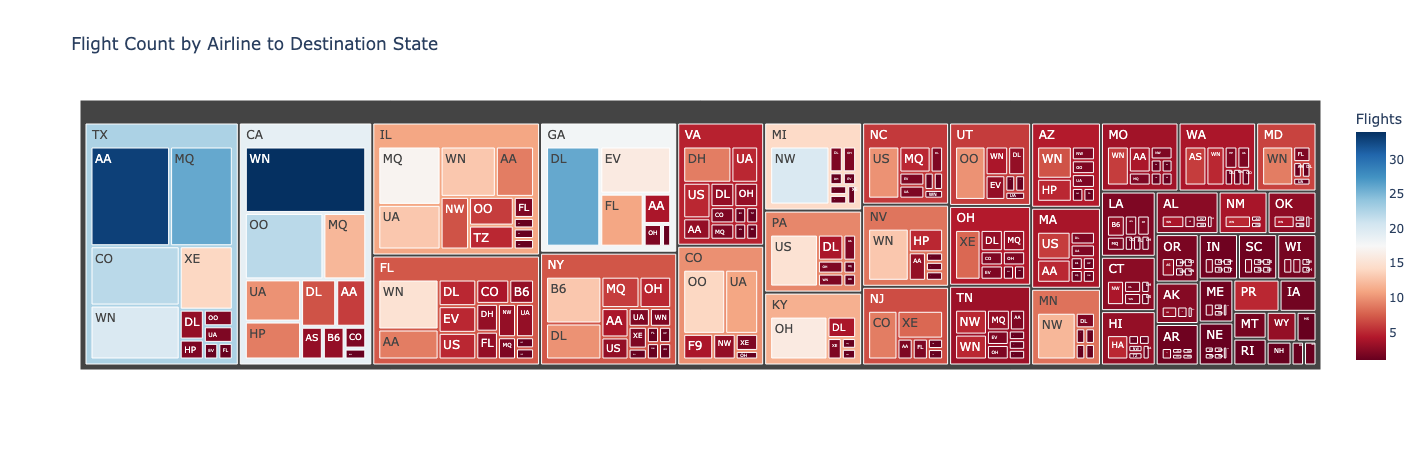 Flight Count by Airline to Destination State
TX
AA
MQ
CO
XE
WN
DL
OO
UA
HP
EV
FL
CA
WN
OO
MQ
UA
DL
AA
HP
AS
B6
CO
IL
MQ
WN
AA
UA
NW
OO
FL
TZ
FL
WN
DL
CO
B6
EV
DH
NW
UA
AA
US
FL
MQ
GA
DL
EV
FL
AA
OH
NY
B6
MQ
OH
AA
UA
WN
XE
DL
US
VA
DH
UA
US
DL
OH
CO
AA
MQ
CO
OO
UA
F9
NW
XE
OH
MI
NW
PA
US
DL
KY
OH
DL
XE
NC
US
MQ
NV
WN
HP
AA
NJ
CO
XE
AA
FL
UT
OO
WN
DL
EV
OH
XE
DL
MQ
CO
OH
EV
TN
NW
MQ
AA
WN
EV
OH
AZ
WN
NW
OO
HP
UA
MA
US
AA
MN
NW
DL
MO
WN
AA
WA
AS
WN
MD
WN
FL
LA
B6
MQ
AL
NM
OK
CT
NW
OR
IN
SC
WI
AK
ME
PR
IA
HI
HA
AR
NE
MT
WY
RI
NH
Flights
30
25
20
15
10
5